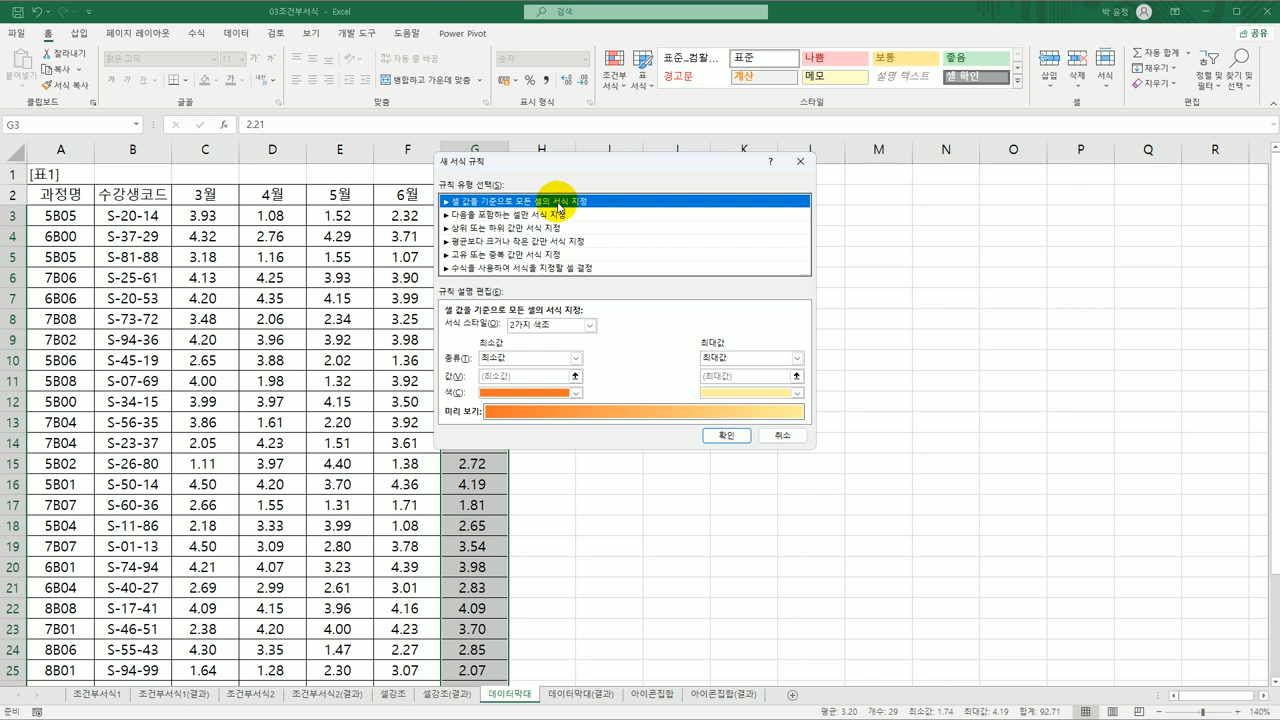 03조건부서식 - Excel
검색
박 윤정
파일 홈 삽입 페이지 레이아웃 수식 데이터 검토 보기 개발 도구 도움말 Power Pivot
공유
붙여넣기
잘라내기
복사
서식 복사
클립보드
맑은 고딕 11
가 가 가
글꼴
자동 줄 바꿈
병합하고 가운데 맞춤
맞춤
숫자
표시 형식
조건부 서식
표 서식
표준_컴활... 표준 나쁨 보통 좋음
경고문 계산 메모 설명 텍스트 셀 확인
스타일
삽입 삭제 서식
셀
자동 합계
채우기
지우기
정렬 및 필터
찾기 및 선택
편집
G3 fx 2.21
A B C D E F G H I J K L M N O P Q R
1 [표1]
2 과정명 수강생코드 3월 4월 5월 6월
3 5B05 S-20-14 3.93 1.08 1.52 2.32
4 6B00 S-37-29 4.32 2.76 4.29 3.71
5 5B05 S-81-88 3.18 1.16 1.55 1.07
6 7B06 S-25-61 4.13 4.25 3.93 3.90
7 6B06 S-20-53 4.20 4.35 4.15 3.99
8 7B08 S-73-72 3.48 2.06 2.34 3.25
9 7B02 S-94-36 4.20 3.96 3.92 3.98
10 5B06 S-45-19 2.65 3.88 2.02 1.36
11 5B08 S-07-69 4.00 1.98 1.32 3.92
12 5B00 S-34-15 3.99 3.97 4.15 3.50
13 7B04 S-56-35 3.86 1.61 2.20 3.92
14 7B04 S-23-37 2.05 4.23 1.51 3.61
15 5B02 S-26-80 1.11 3.97 4.40 1.38 2.72
16 5B01 S-50-14 4.50 4.20 3.70 4.36 4.19
17 7B00 S-60-36 2.66 1.55 1.31 1.71 1.81
18 5B04 S-11-86 2.18 3.33 3.99 1.08 2.65
19 7B07 S-01-13 4.50 3.09 2.80 3.78 3.54
20 6B01 S-74-94 4.21 4.07 3.23 4.39 3.98
21 6B04 S-40-27 2.69 2.99 2.61 3.01 2.83
22 8B08 S-17-41 4.09 4.15 3.96 4.16 4.09
23 7B01 S-46-51 2.38 4.20 4.00 4.23 3.70
24 8B06 S-55-43 4.30 3.35 1.47 2.27 2.85
25 8B01 S-94-99 1.64 1.28 2.30 3.07 2.07
새 서식 규칙 ?
규칙 유형 선택(S):
► 셀 값을 기준으로 모든 셀의 서식 지정
► 다음을 포함하는 셀만 서식 지정
► 상위 또는 하위 값만 서식 지정
► 평균보다 크거나 작은 값만 서식 지정
► 고유 또는 중복 값만 서식 지정
► 수식을 사용하여 서식을 지정할 셀 결정
규칙 설명 편집(E):
셀 값을 기준으로 모든 셀의 서식 지정:
서식 스타일(O): 2가지 색조
최소값 최대값
종류(T): 최소값 최대값
값(V): (최소값) (최대값)
색(C):
미리 보기:
확인 취소
조건부서식1 조건부서식1(결과) 조건부서식2 조건부서식2(결과) 셀강조 셀강조(결과) 데이터막대 데이터막대(결과) 아이콘집합 아이콘집합(결과)
준비 평균: 3.20 개수: 29 최소값: 1.74 최대값: 4.19 합계: 92.71 140%